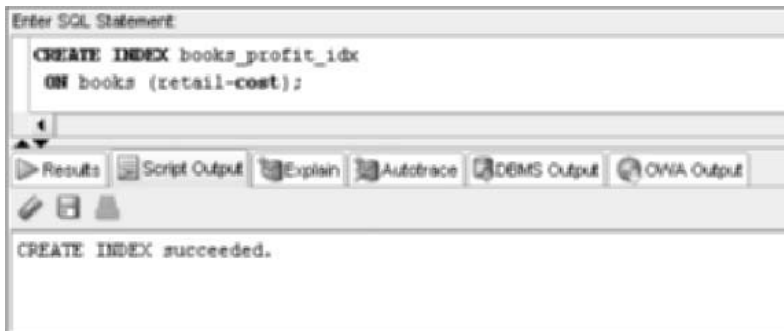 Enter SQL Statement:
CREATE INDEX books_profit_idx
ON books (retail-cost);
Results Script Output Explain Autotrace DBMS Output OWA Output
CREATE INDEX succeeded.